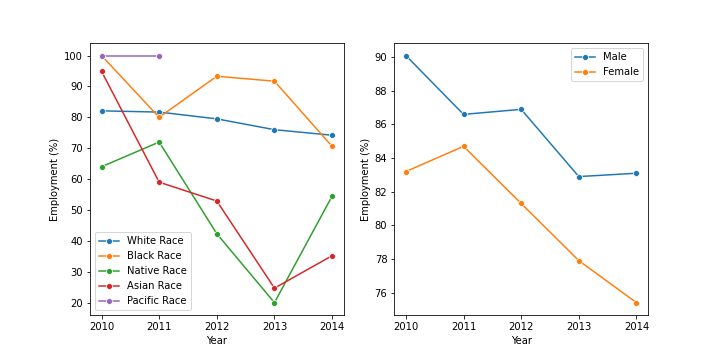 100
90
80
70
60
50
40
30
20
Employment (%)
White Race
Black Race
Native Race
Asian Race
Pacific Race
2010 2011 2012 2013 2014
Year
90
88
86
84
82
80
78
76
Employment (%)
Male
Female
2010 2011 2012 2013 2014
Year